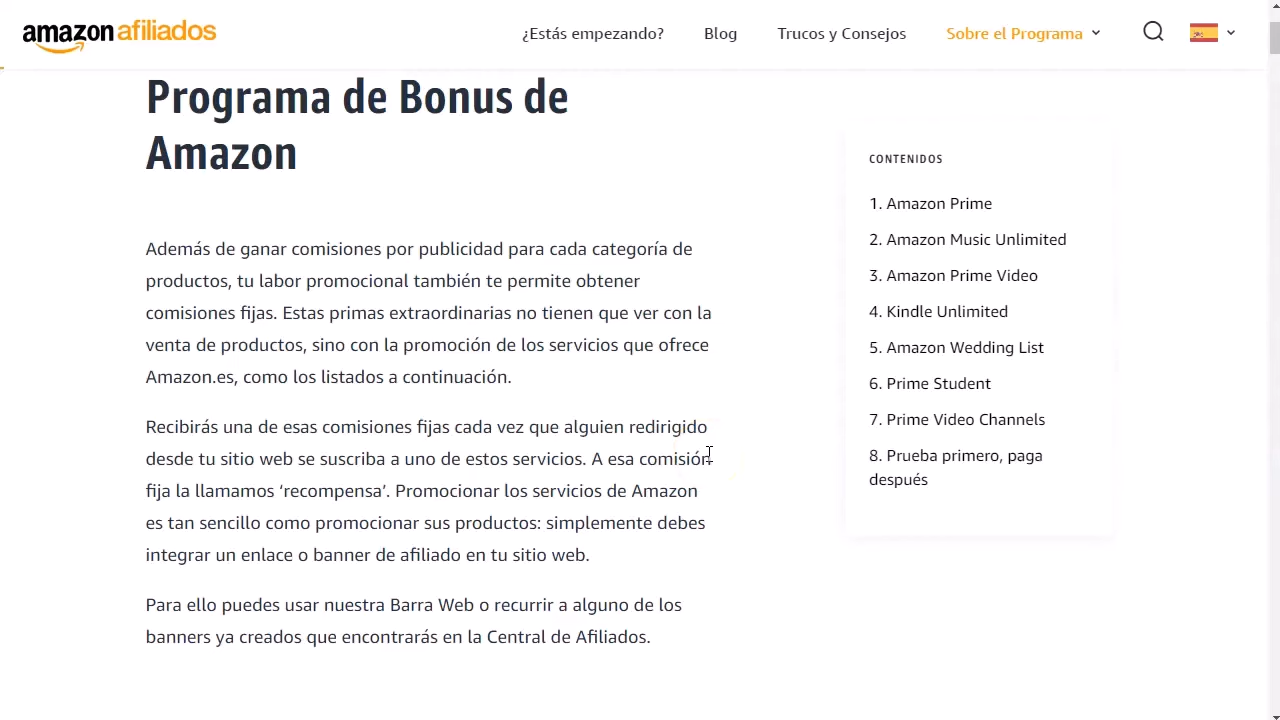 amazon afiliados
¿Estás empezando?
Blog
Trucos y Consejos
Sobre el Programa
Programa de Bonus de
Amazon
Además de ganar comisiones por publicidad para cada categoría de
productos, tu labor promocional también te permite obtener
comisiones fijas. Estas primas extraordinarias no tienen que ver con la
venta de productos, sino con la promoción de los servicios que ofrece
Amazon.es, como los listados a continuación.
Recibirás una de esas comisiones fijas cada vez que alguien redirigido
desde tu sitio web se suscriba a uno de estos servicios. A esa comisión
fija la llamamos ‘recompensa’. Promocionar los servicios de Amazon
es tan sencillo como promocionar sus productos: simplemente debes
integrar un enlace o banner de afiliado en tu sitio web.
Para ello puedes usar nuestra Barra Web o recurrir a alguno de los
banners ya creados que encontrarás en la Central de Afiliados.
CONTENIDOS
1. Amazon Prime
2. Amazon Music Unlimited
3. Amazon Prime Video
4. Kindle Unlimited
5. Amazon Wedding List
6. Prime Student
7. Prime Video Channels
8. Prueba primero, paga
después